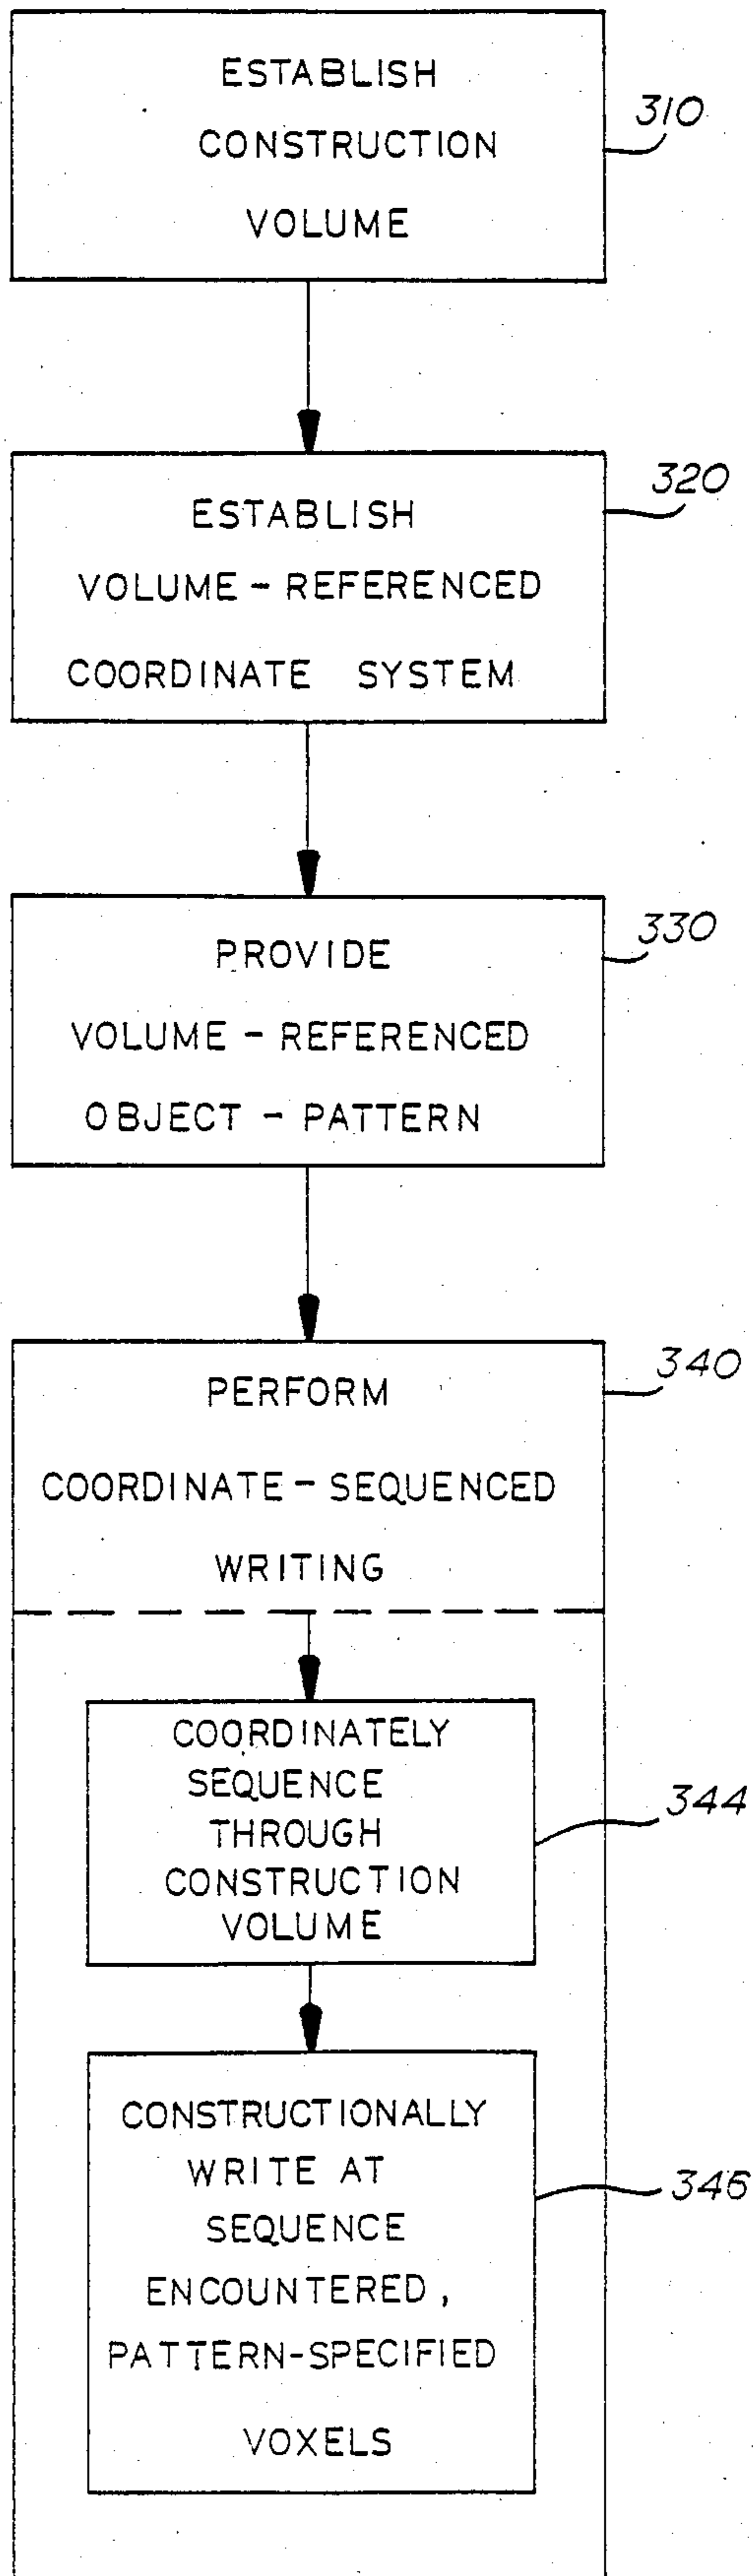 ESTABLISH
CONSTRUCTION
VOLUME
310
ESTABLISH
VOLUME-REFERENCED
COORDINATE SYSTEM
320
PROVIDE
VOLUME-REFERENCED
OBJECT-PATTERN
330
PERFORM
COORDINATE-SEQUENCED
WRITING
340
COORDINATELY
SEQUENCE
THROUGH
CONSTRUCTION
VOLUME
344
CONSTRUCTIONALLY
WRITE AT
SEQUENCE
ENCOUNTERED,
PATTERN-SPECIFIED
VOXELS
346